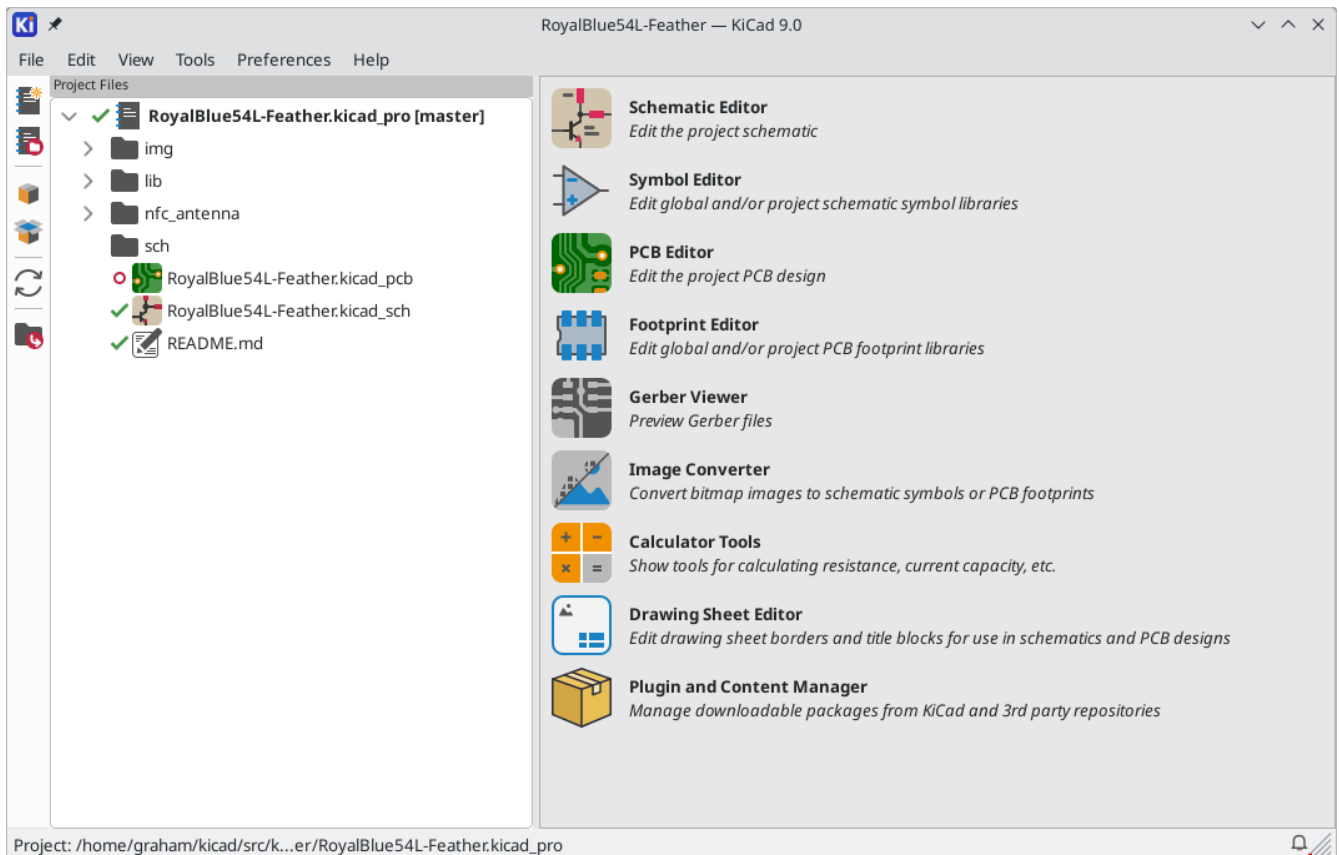 Ki
RoyalBlue54L-Feather — KiCad 9.0
File Edit View Tools Preferences Help
Project Files
RoyalBlue54L-Feather.kicad_pro [master]
img
lib
nfc_antenna
sch
RoyalBlue54L-Feather.kicad_pcb
RoyalBlue54L-Feather.kicad_sch
README.md
Schematic Editor
Edit the project schematic
Symbol Editor
Edit global and/or project schematic symbol libraries
PCB Editor
Edit the project PCB design
Footprint Editor
Edit global and/or project PCB footprint libraries
Gerber Viewer
Preview Gerber files
Image Converter
Convert bitmap images to schematic symbols or PCB footprints
Calculator Tools
Show tools for calculating resistance, current capacity, etc.
Drawing Sheet Editor
Edit drawing sheet borders and title blocks for use in schematics and PCB designs
Plugin and Content Manager
Manage downloadable packages from KiCad and 3rd party repositories
Project: /home/graham/kicad/src/k...er/RoyalBlue54L-Feather.kicad_pro